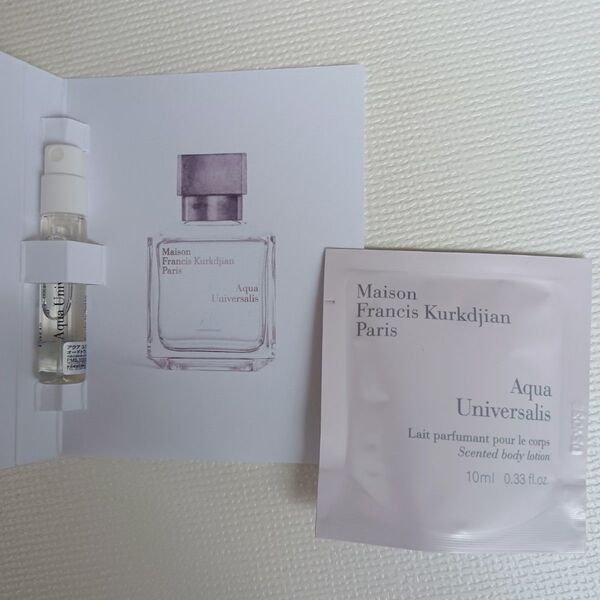 Aqua Uni
Maison
Francis Kurkdjian
Paris
Aqua
Universalis
Maison
Francis Kurkdjian
Paris
Aqua
Universalis
Lait parfumant pour le corps
Scented body lotion
10ml 0.33 fl.oz.